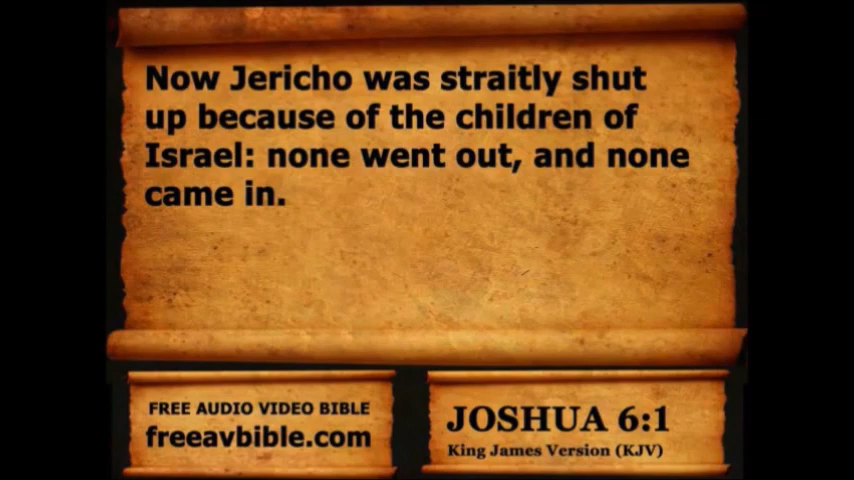 Now Jericho was straitly shut
up because of the children of
Israel: none went out, and none
came in.
FREE AUDIO VIDEO BIBLE
freeavbible.com
JOSHUA 6:1
King James Version (KJV)